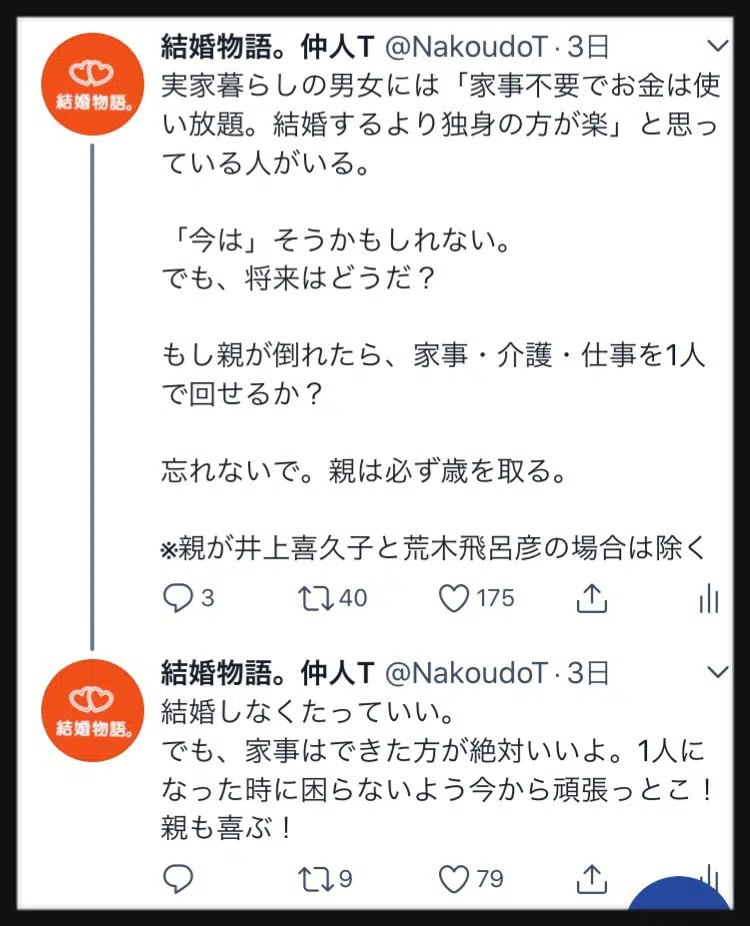 結婚物語。仲人T @NakoudoT · 3日
実家暮らしの男女には「家事不要でお金は使
い放題。結婚するより独身の方が楽」と思っ
ている人がいる。
「今は」そうかもしれない。
でも、将来はどうだ？
もし親が倒れたら、家事・介護・仕事を1人
で回せるか？
忘れないで。親は必ず歳を取る。
※親が井上喜久子と荒木飛呂彦の場合は除く
3 40 175
結婚物語。
結婚物語。仲人T @NakoudoT · 3日
結婚しなくたっていい。
でも、家事はできた方が絶対いいよ。1人に
なった時に困らないよう今から頑張っとこ！
親も喜ぶ！
9 79
結婚物語。